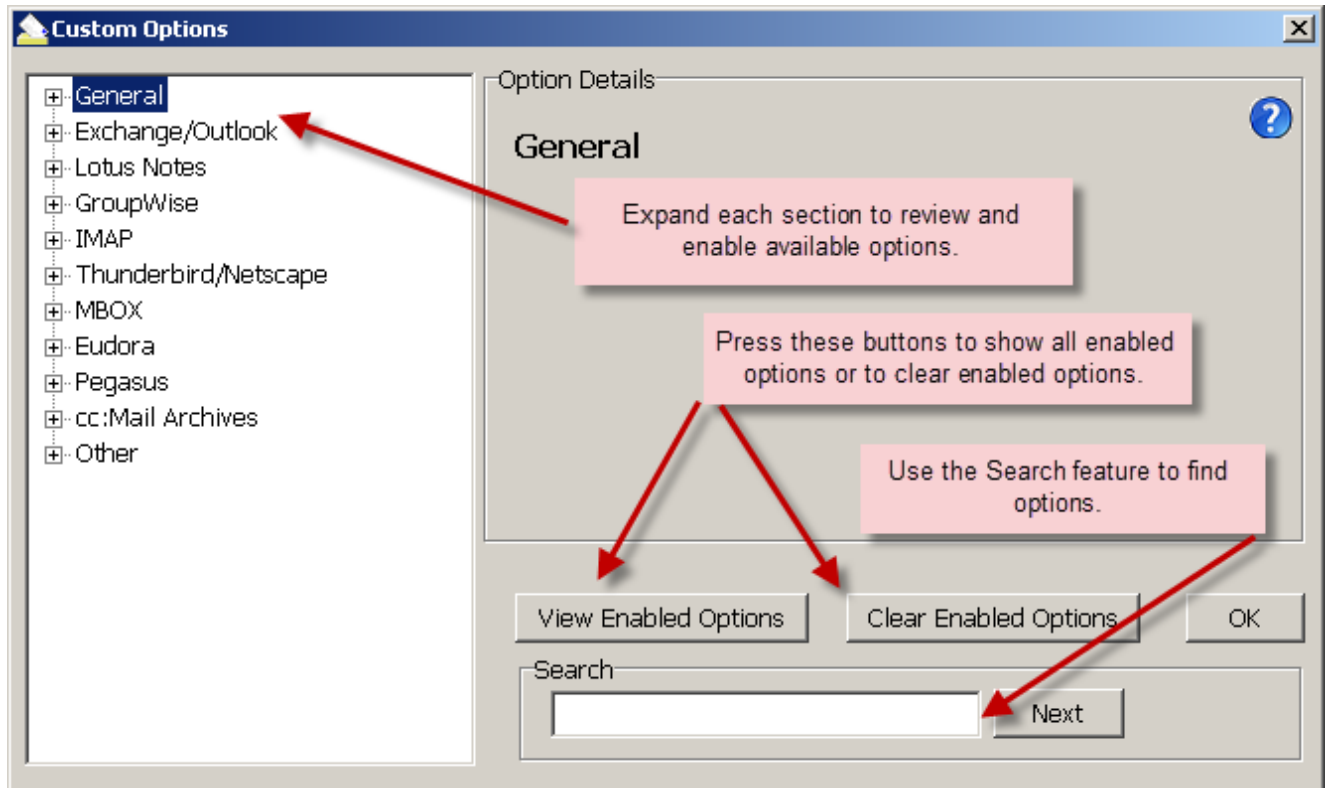 Custom Options
General
Exchange/Outlook
Lotus Notes
GroupWise
IMAP
Thunderbird/Netscape
MBOX
Eudora
Pegasus
cc:Mail Archives
Other
Option Details
?
General
Expand each section to review and
enable available options.
Press these buttons to show all enabled
options or to clear enabled options.
Use the Search feature to find
options.
View Enabled Options
Clear Enabled Options
OK
Search
Next